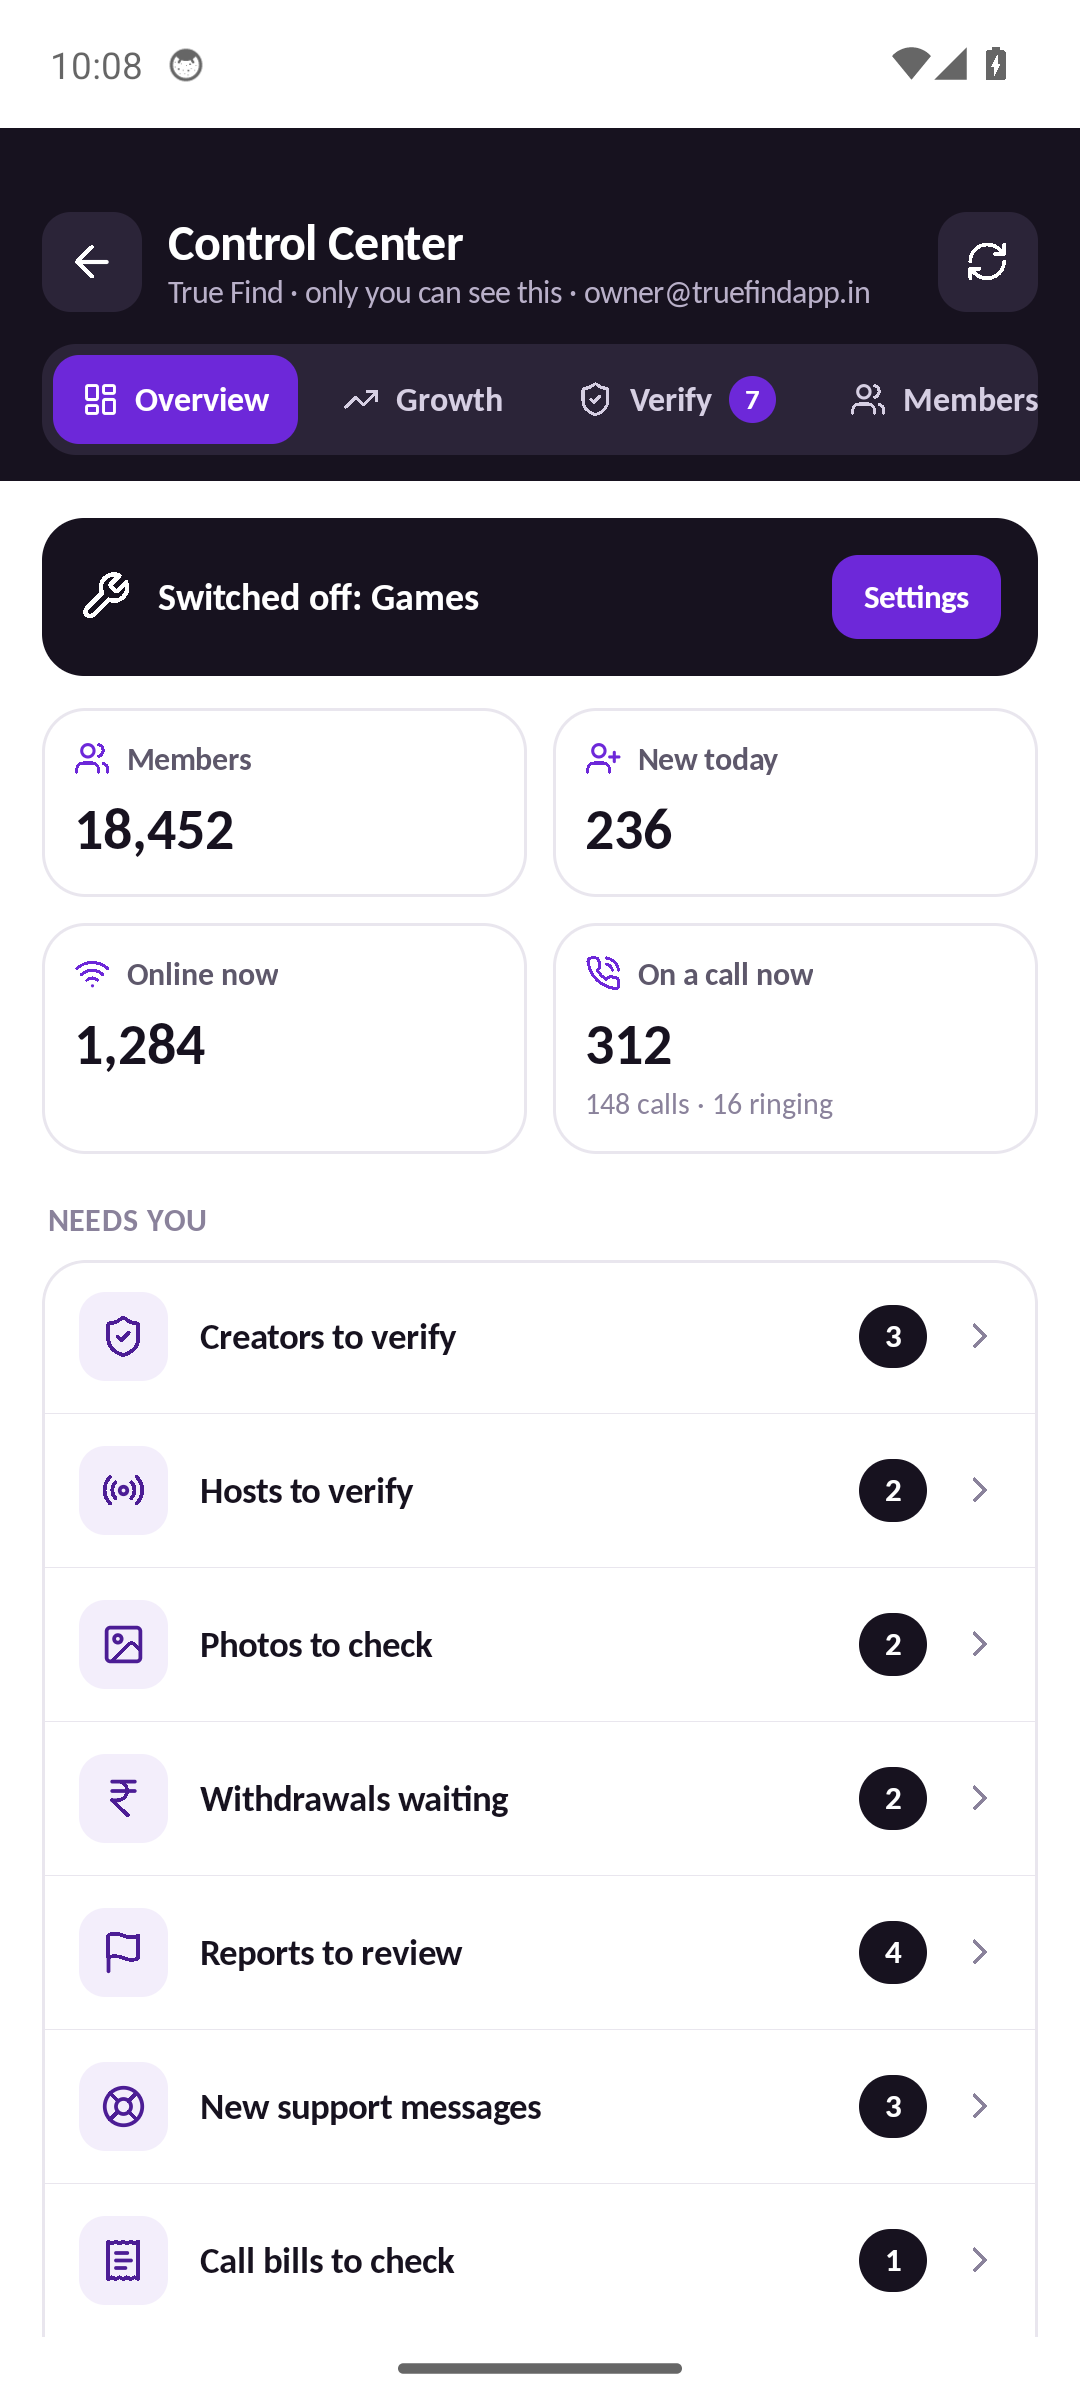 10:08
Control Center
True Find · only you can see this · owner@truefindapp.in
Overview
Growth
Verify 7
Members
Switched off: Games
Settings
Members
18,452
New today
236
Online now
1,284
On a call now
312
148 calls · 16 ringing
NEEDS YOU
Creators to verify 3
Hosts to verify 2
Photos to check 2
Withdrawals waiting 2
Reports to review 4
New support messages 3
Call bills to check 1